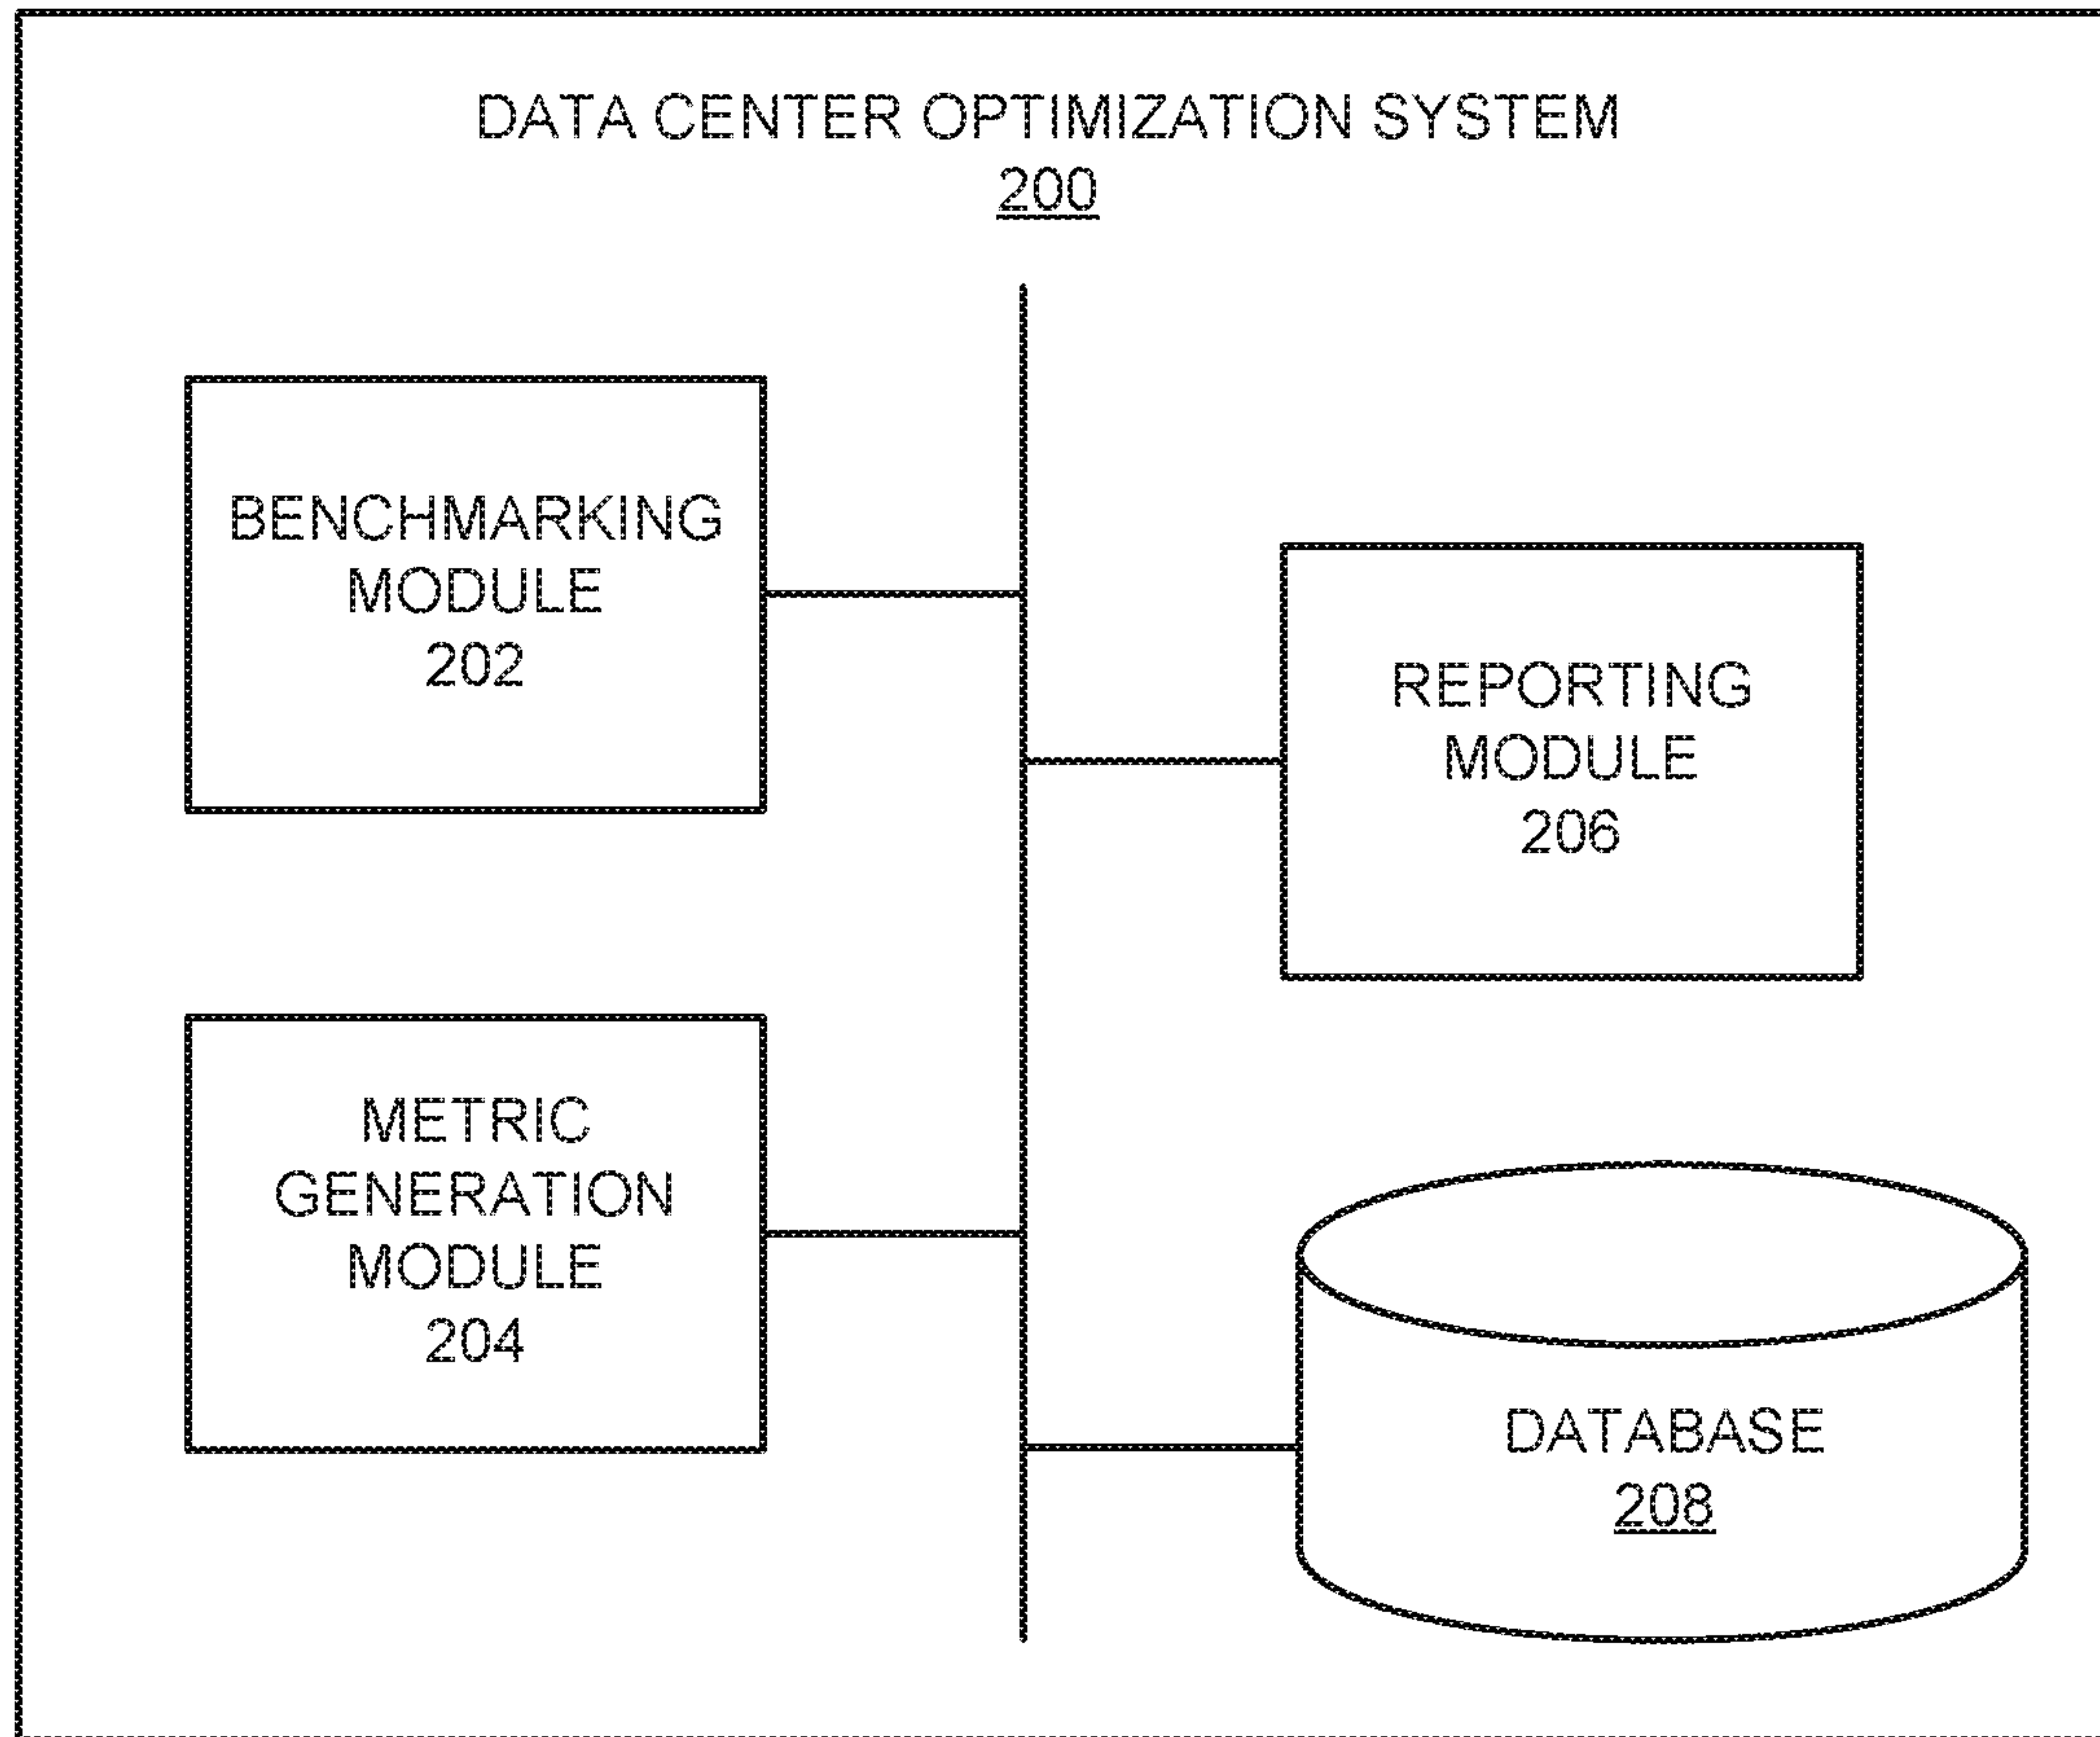 DATA CENTER OPTIMIZATION SYSTEM
200
BENCHMARKING
MODULE
202
REPORTING
MODULE
206
METRIC
GENERATION
MODULE
204
DATABASE
208